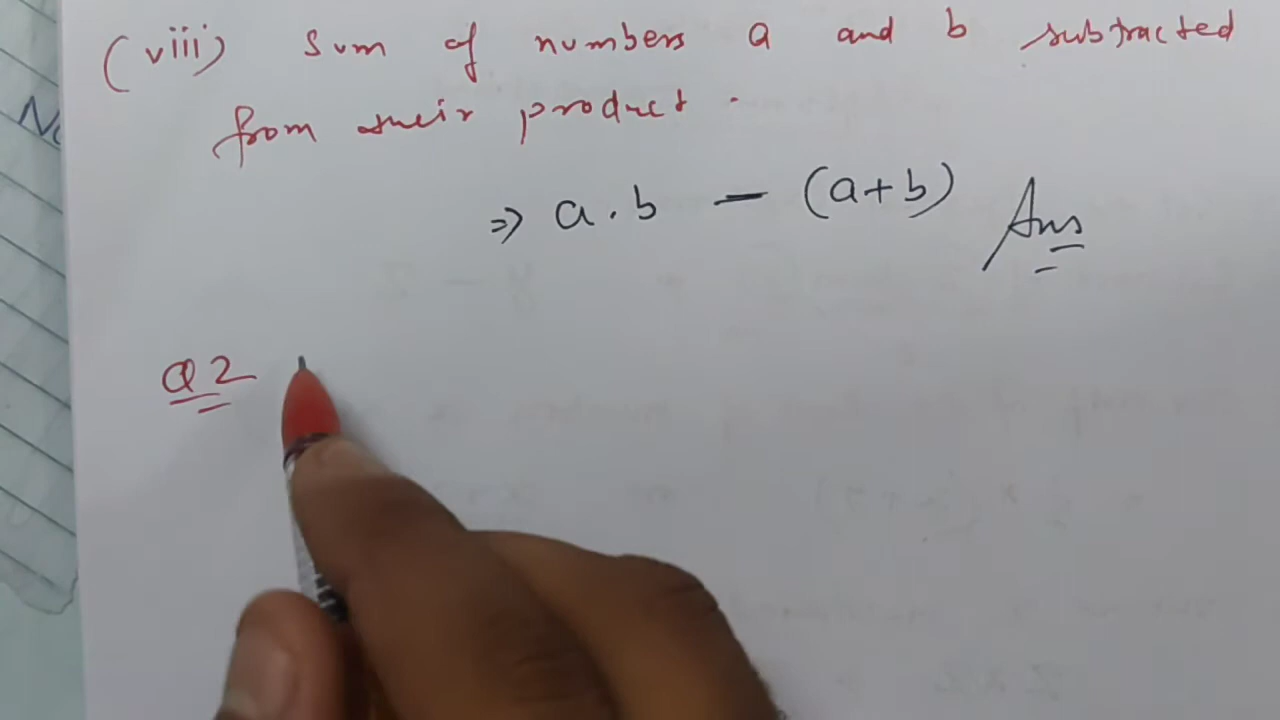 (viii) Sum of numbers a and b subtracted
from their product.
⇒ a.b - (a+b) Ans
Q2